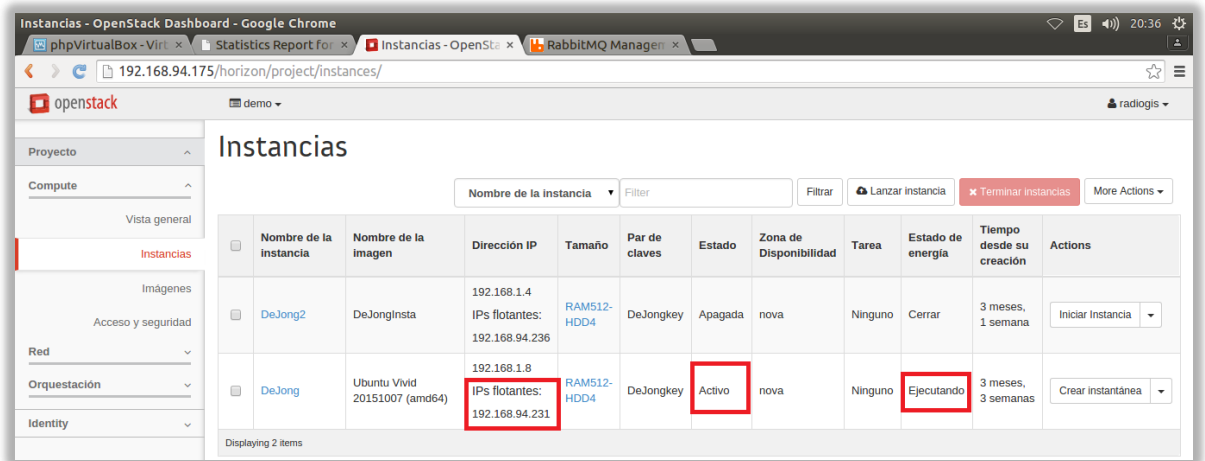 Instancias - OpenStack Dashboard - Google Chrome
Es
20:36
phpVirtualBox - Virt
Statistics Report for
Instancias - OpenSta
RabbitMQ Managem
192.168.94.175/horizon/project/instances/
openstack
demo
radiogis
Proyecto
Compute
Vista general
Instancias
Imágenes
Acceso y seguridad
Red
Orquestación
Identity
Instancias
Nombre de la instancia
Filter
Filtrar
Lanzar instancia
Terminar instancias
More Actions
Nombre de la
instancia
Nombre de la
imagen
Dirección IP
Tamaño
Par de
claves
Estado
Zona de
Disponibilidad
Tarea
Estado de
energía
Tiempo
desde su
creación
Actions
DeJong2
DeJongInsta
192.168.1.4
IPs flotantes:
192.168.94.236
RAM512-
HDD4
DeJongkey
Apagada
nova
Ninguno
Cerrar
3 meses,
1 semana
Iniciar Instancia
DeJong
Ubuntu Vivid
20151007 (amd64)
192.168.1.8
IPs flotantes:
192.168.94.231
RAM512-
HDD4
DeJongkey
Activo
nova
Ninguno
Ejecutando
3 meses,
3 semanas
Crear instantánea
Displaying 2 items